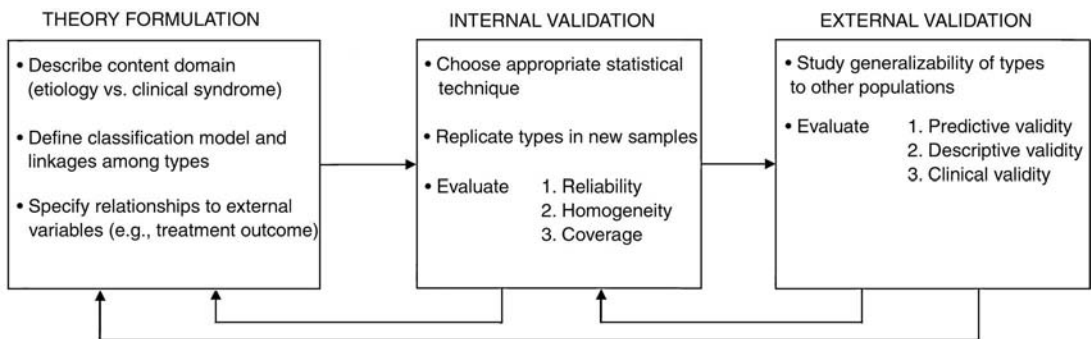 THEORY FORMULATION
• Describe content domain
(etiology vs. clinical syndrome)
• Define classification model and
linkages among types
• Specify relationships to external
variables (e.g., treatment outcome)
INTERNAL VALIDATION
• Choose appropriate statistical
technique
• Replicate types in new samples
• Evaluate 1. Reliability
2. Homogeneity
3. Coverage
EXTERNAL VALIDATION
• Study generalizability of types
to other populations
• Evaluate 1. Predictive validity
2. Descriptive validity
3. Clinical validity